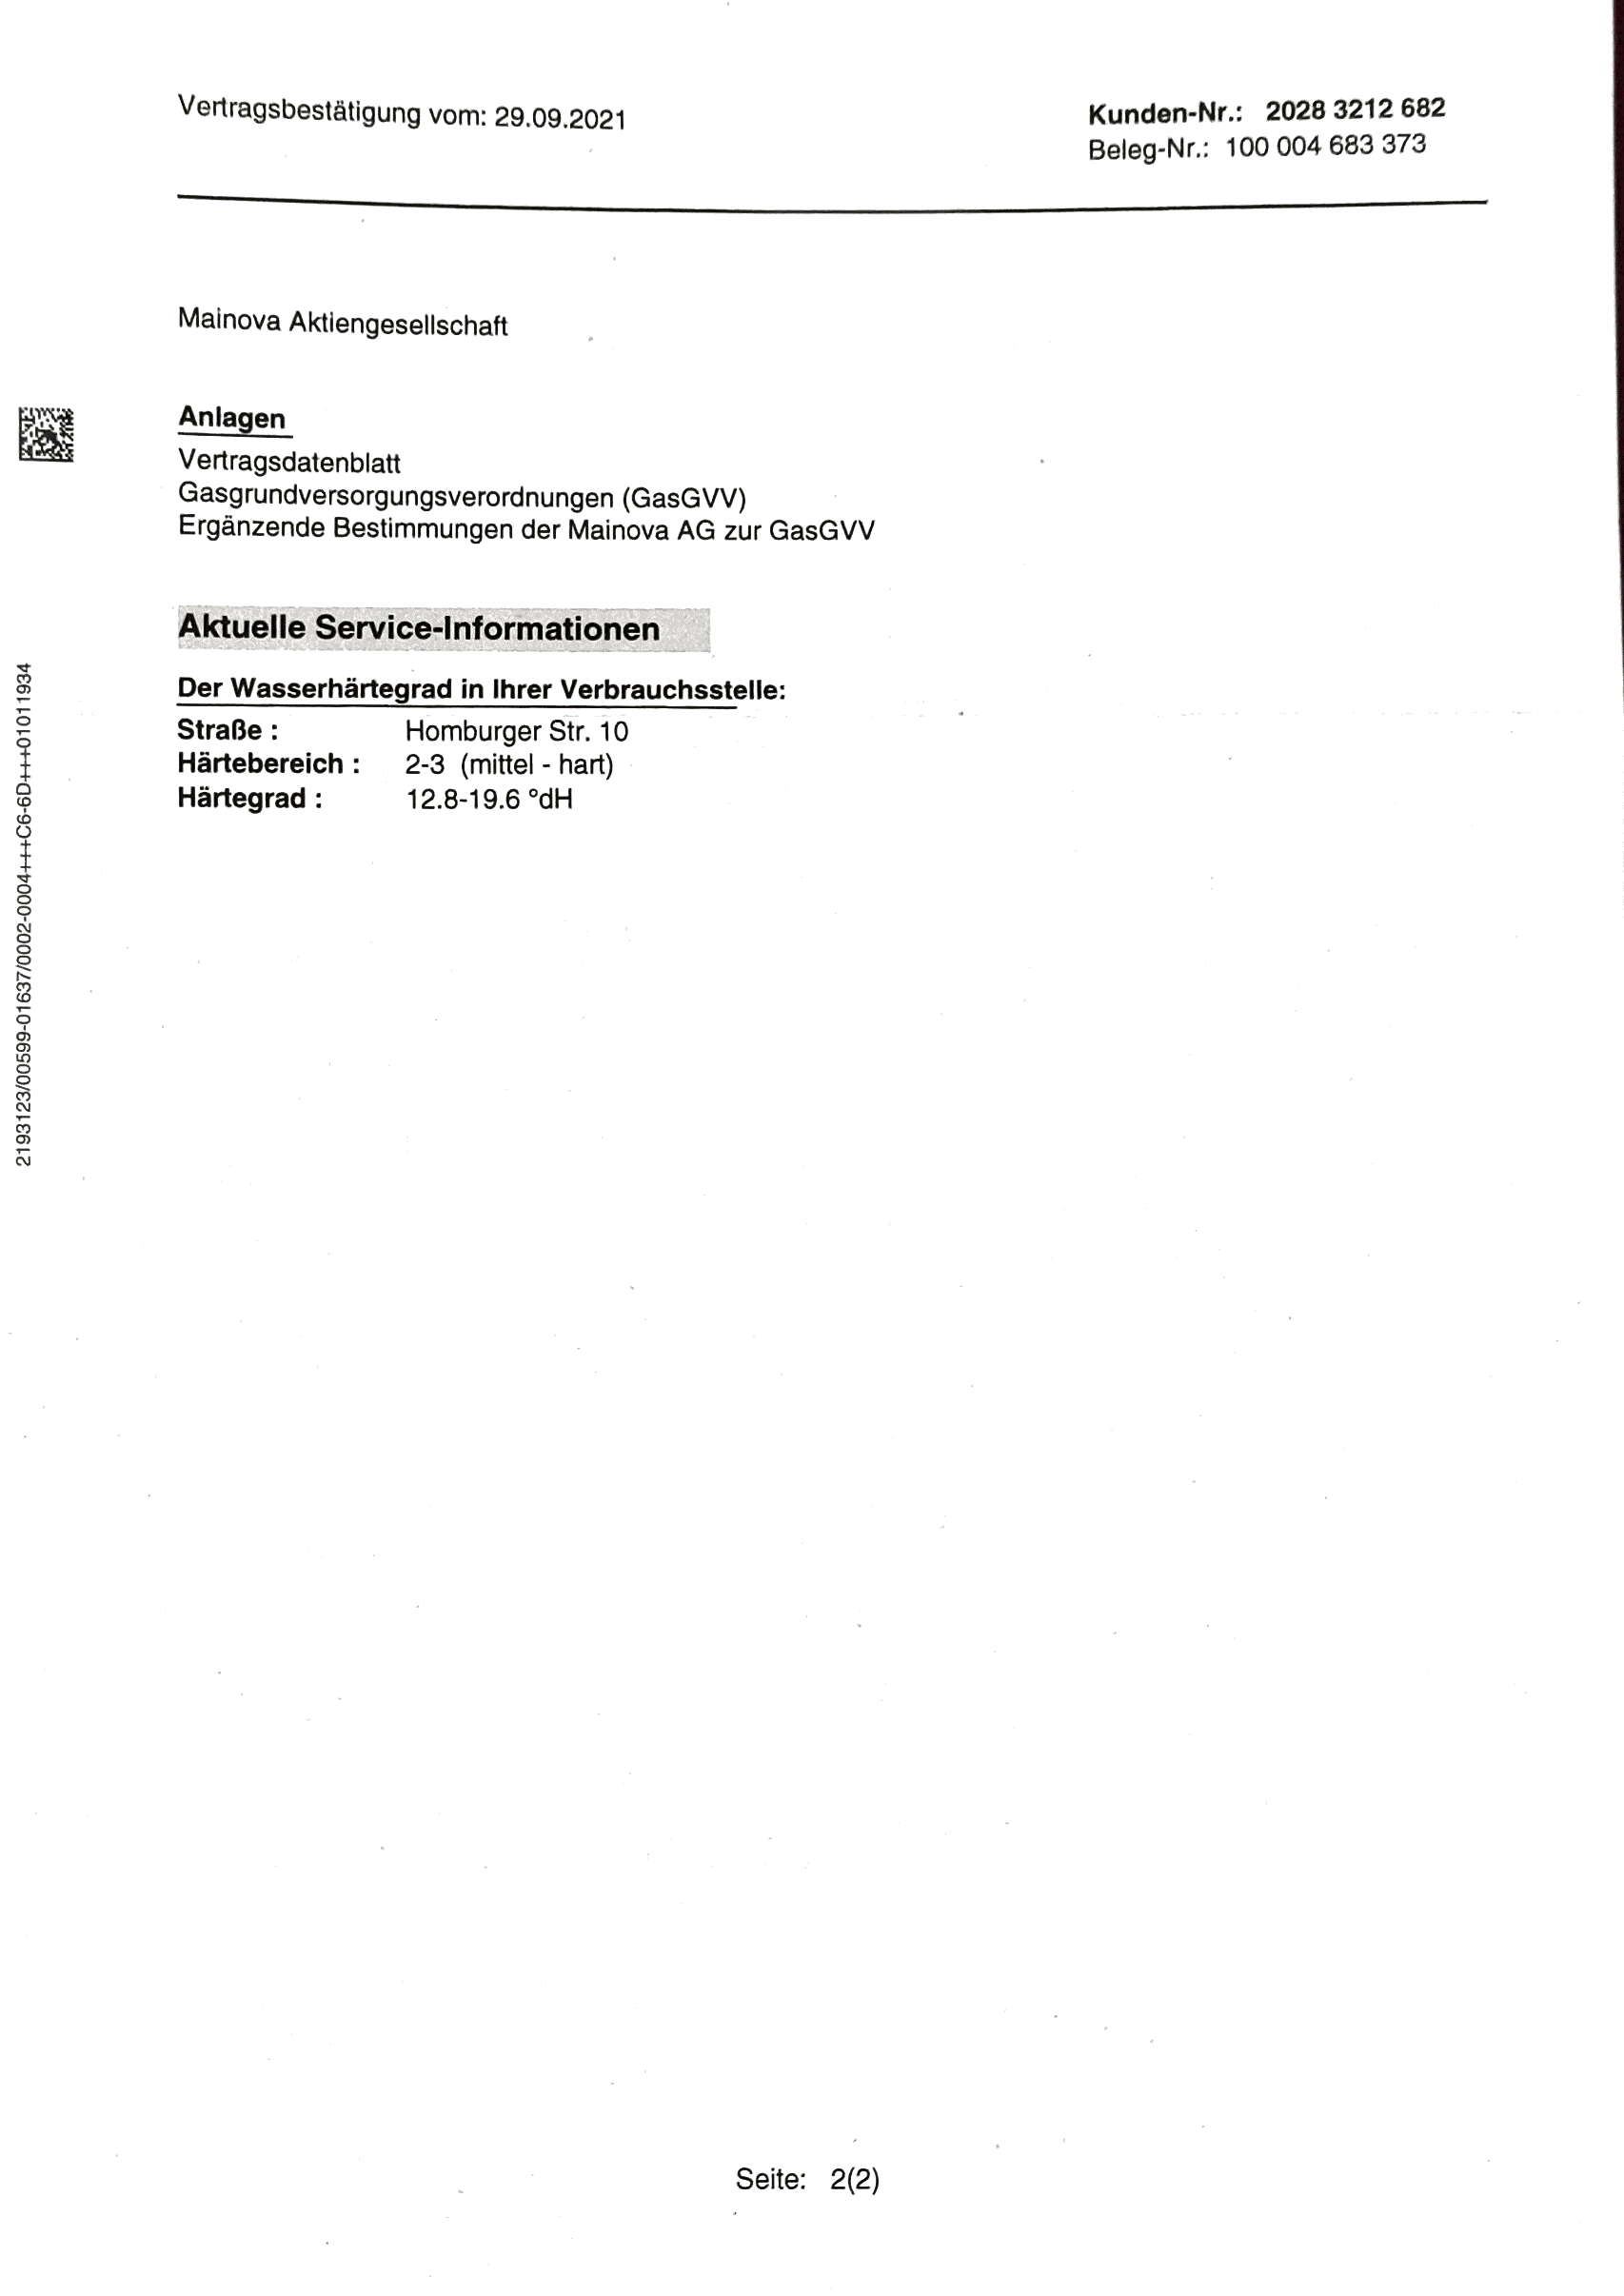 Vertragsbestätigung vom: 29.09.2021
Kunden-Nr.: 2028 3212 682
Beleg-Nr.: 100 004 683 373
Mainova Aktiengesellschaft
Anlagen
Vertragsdatenblatt
Gasgrundversorgungsverordnungen (GasGVV)
Ergänzende Bestimmungen der Mainova AG zur GasGVV
Aktuelle Service-Informationen
Der Wasserhärtegrad in Ihrer Verbrauchsstelle:
Straße : Homburger Str. 10
Härtebereich : 2-3 (mittel - hart)
Härtegrad : 12.8-19.6 °dH
2193123/00599-01637/0002-0004+++C6-6D+++01011934
Seite: 2(2)